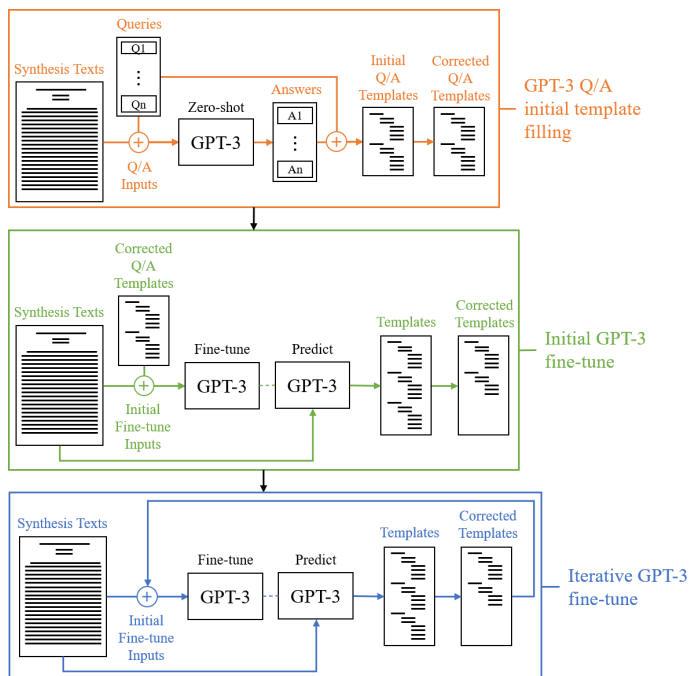 Queries
Synthesis Texts
Q1
Qn
Zero-shot
GPT-3
Q/A
Inputs
Answers
A1
An
Initial
Q/A
Templates
Corrected
Q/A
Templates
GPT-3 Q/A
initial template
filling
Corrected
Q/A
Templates
Synthesis Texts
Initial
Fine-tune
Inputs
Fine-tune
GPT-3
Predict
GPT-3
Templates
Corrected
Templates
Initial GPT-3
fine-tune
Synthesis Texts
Initial
Fine-tune
Inputs
Fine-tune
GPT-3
Predict
GPT-3
Templates
Corrected
Templates
Iterative GPT-3
fine-tune